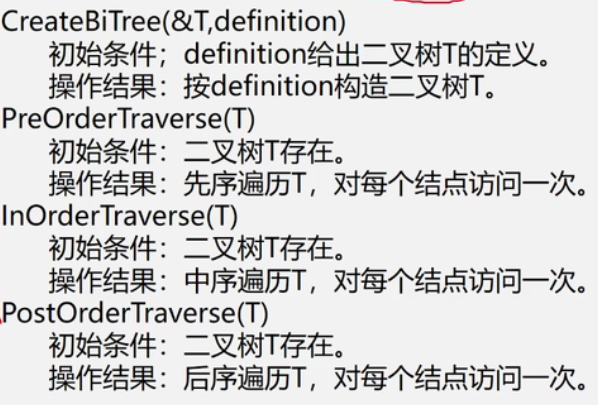 CreateBiTree(&T,definition)
初始条件；definition给出二叉树T的定义。
操作结果：按definition构造二叉树T。
PreOrderTraverse(T)
初始条件：二叉树T存在。
操作结果：先序遍历T，对每个结点访问一次。
InOrderTraverse(T)
初始条件：二叉树T存在。
操作结果：中序遍历T，对每个结点访问一次。
PostOrderTraverse(T)
初始条件：二叉树T存在。
操作结果：后序遍历T，对每个结点访问一次。